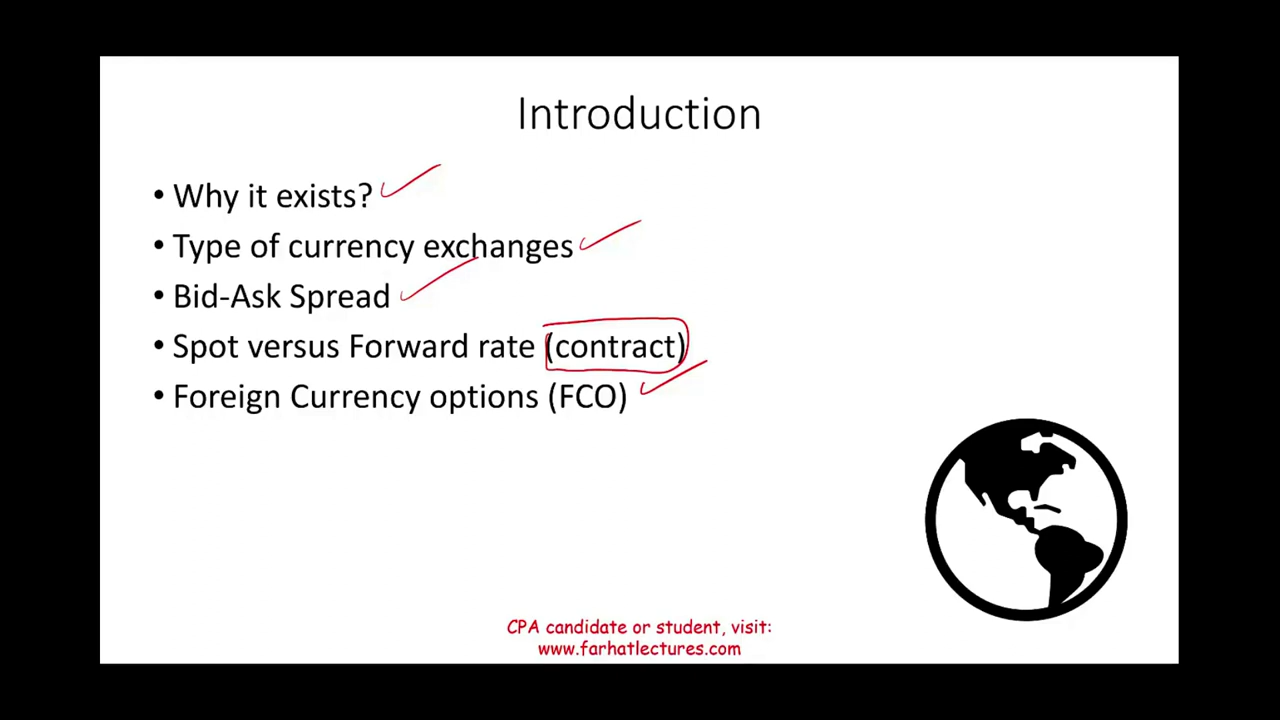 Introduction
• Why it exists?
• Type of currency exchanges
• Bid-Ask Spread
• Spot versus Forward rate (contract)
• Foreign Currency options (FCO)
CPA candidate or student, visit:
www.farhatlectures.com